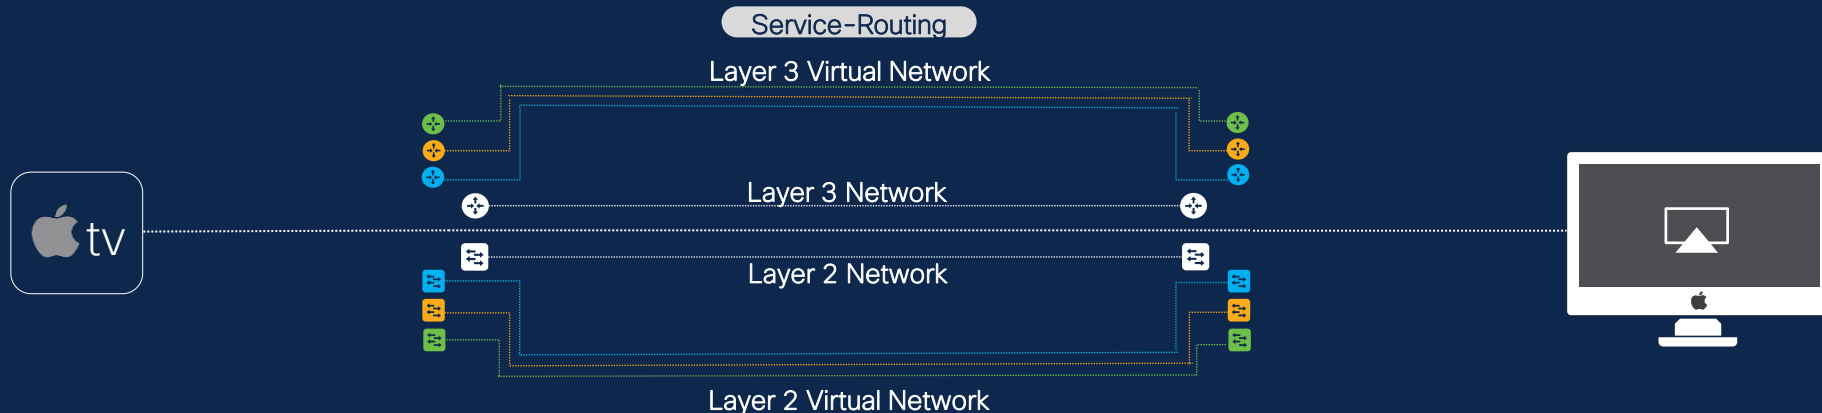 Service-Routing
Layer 3 Virtual Network
Layer 3 Network
tv
Layer 2 Network
Layer 2 Virtual Network